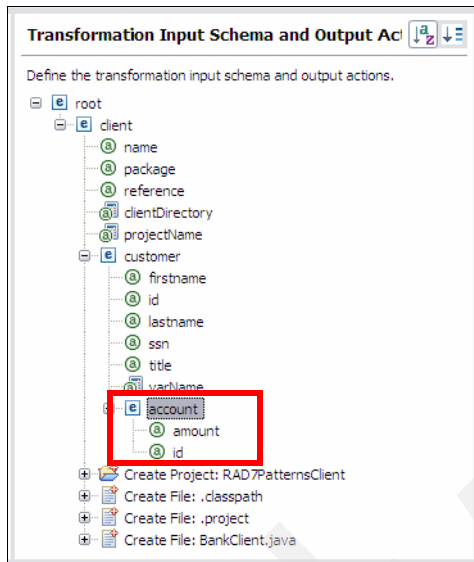 Transformation Input Schema and Output Act
Define the transformation input schema and output actions.
e root
e client
a name
a package
a reference
a clientDirectory
a projectName
e customer
a firstname
a id
a lastname
a ssn
a title
a varName
e account
a amount
a id
Create Project: RAD7PatternsClient
Create File: .classpath
Create File: .project
Create File: BankClient.java